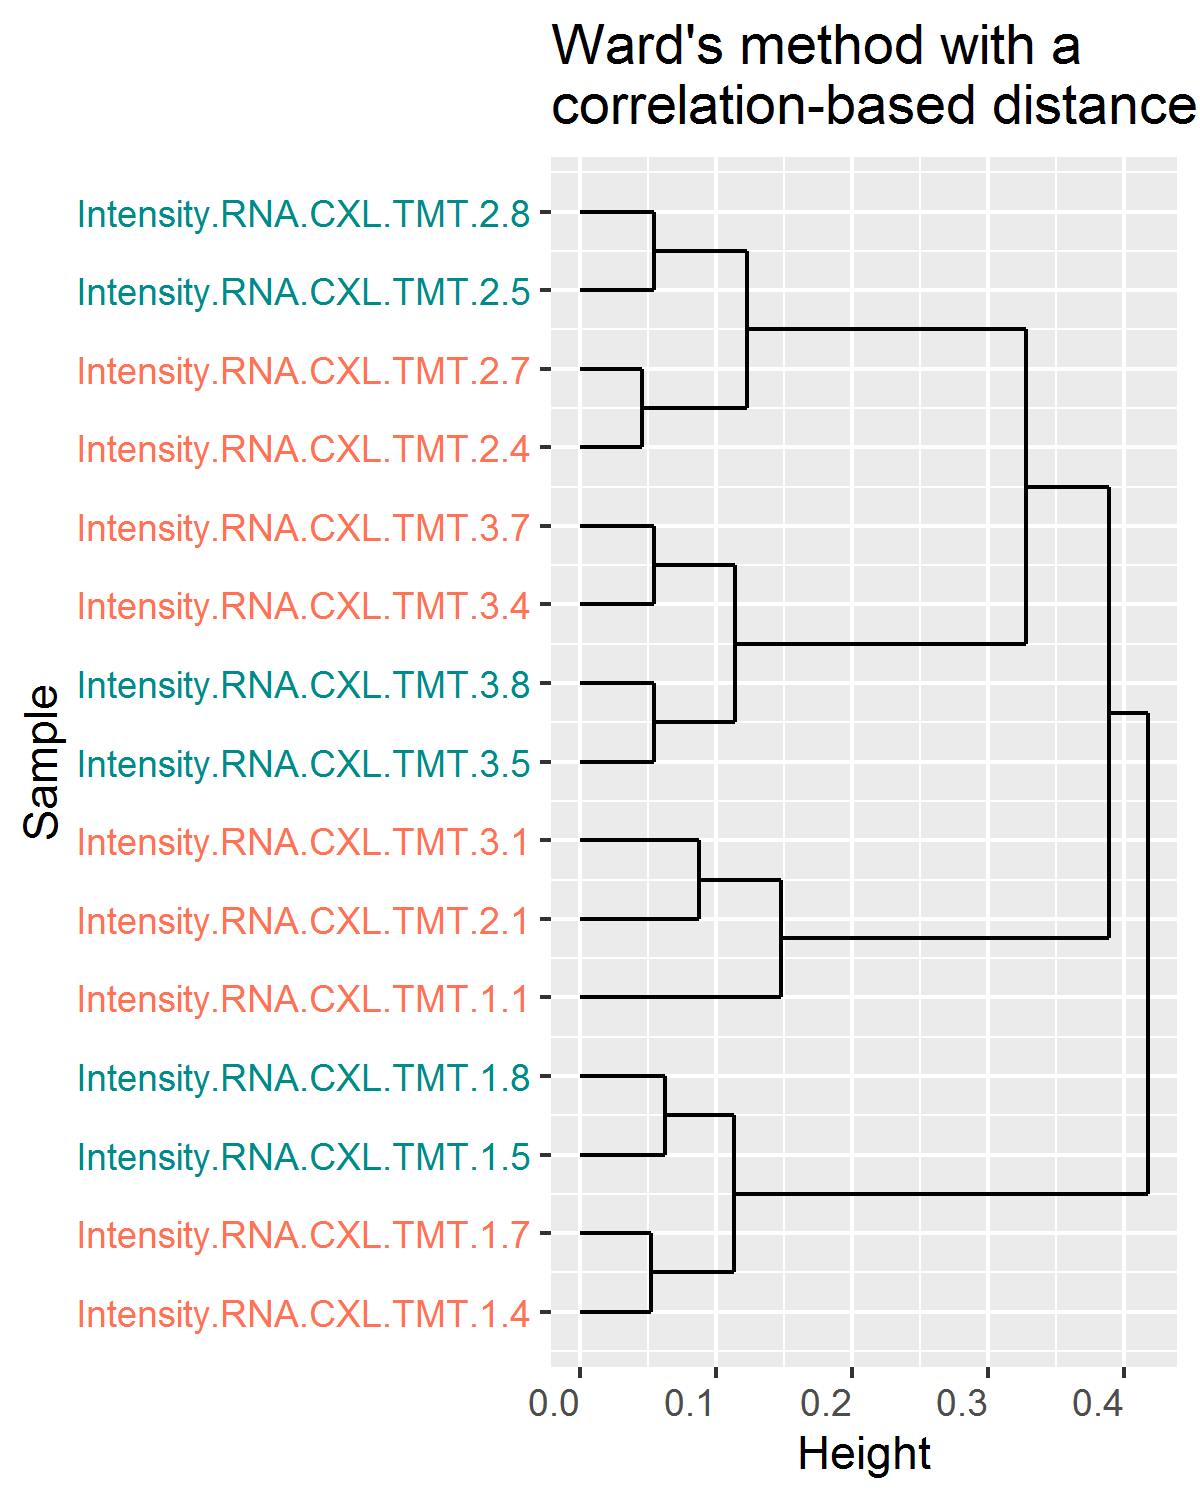 Ward's method with a
correlation-based distance
Intensity.RNA.CXL.TMT.2.8
Intensity.RNA.CXL.TMT.2.5
Intensity.RNA.CXL.TMT.2.7
Intensity.RNA.CXL.TMT.2.4
Intensity.RNA.CXL.TMT.3.7
Intensity.RNA.CXL.TMT.3.4
Intensity.RNA.CXL.TMT.3.8
Intensity.RNA.CXL.TMT.3.5
Intensity.RNA.CXL.TMT.3.1
Intensity.RNA.CXL.TMT.2.1
Intensity.RNA.CXL.TMT.1.1
Intensity.RNA.CXL.TMT.1.8
Intensity.RNA.CXL.TMT.1.5
Intensity.RNA.CXL.TMT.1.7
Intensity.RNA.CXL.TMT.1.4
Sample
0.0 0.1 0.2 0.3 0.4
Height